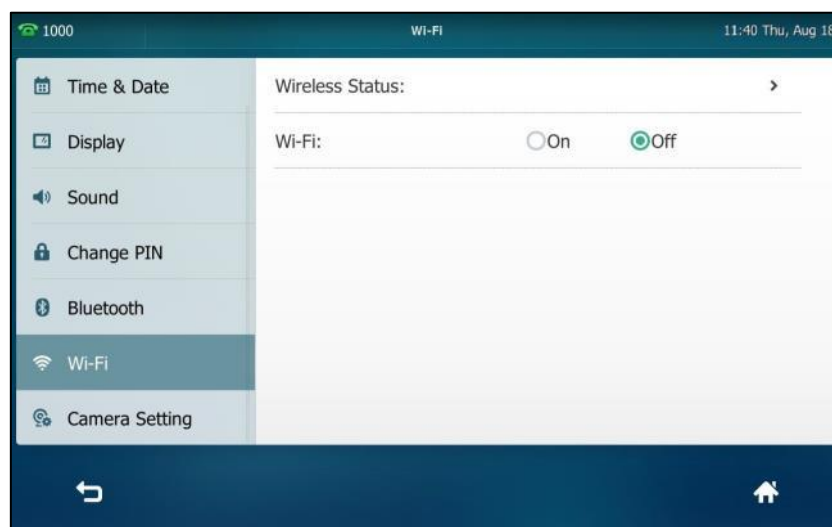 1000
Wi-Fi
11:40 Thu, Aug 18
Time & Date
Display
Sound
Change PIN
Bluetooth
Wi-Fi
Camera Setting
Wireless Status:
Wi-Fi: On Off